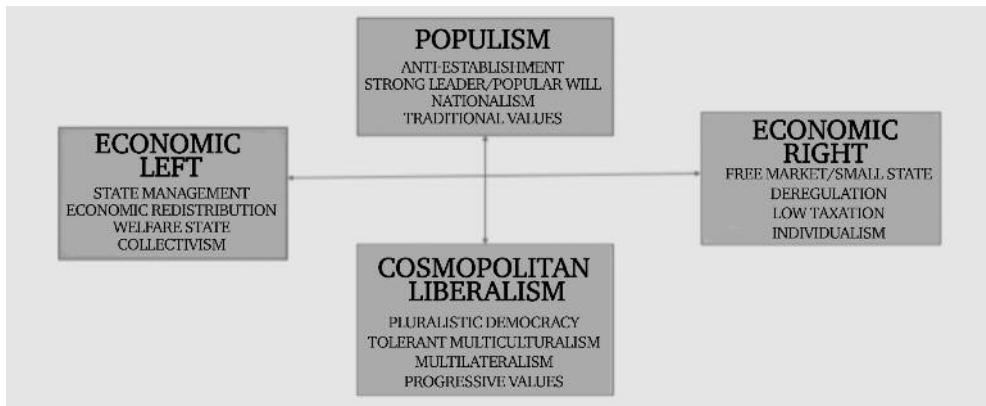 POPULISM
ANTI-ESTABLISHMENT
STRONG LEADER/POPULAR WILL
NATIONALISM
TRADITIONAL VALUES
ECONOMIC
LEFT
STATE MANAGEMENT
ECONOMIC REDISTRIBUTION
WELFARE STATE
COLLECTIVISM
ECONOMIC
RIGHT
FREE MARKET/SMALL STATE
DEREGULATION
LOW TAXATION
INDIVIDUALISM
COSMOPOLITAN
LIBERALISM
PLURALISTIC DEMOCRACY
TOLERANT MULTICULTURALISM
MULTILATERALISM
PROGRESSIVE VALUES